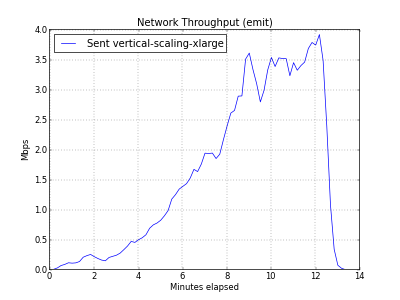 Network Throughput (emit)
Sent vertical-scaling-xlarge
Mbps
4.0
3.5
3.0
2.5
2.0
1.5
1.0
0.5
0.0
0 2 4 6 8 10 12 14
Minutes elapsed